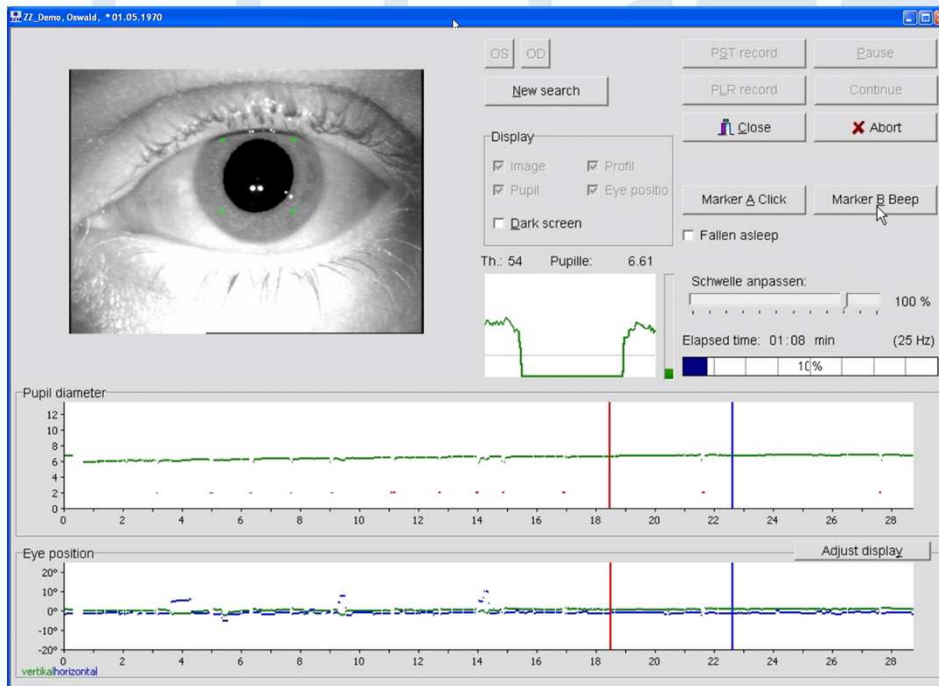 ZZ_Demo, Oswald, * 01.05.1970
OS OD
New search
PST record Pause
PLR record Continue
Close Abort
Display
Image Profil
Pupil Eye positio
Dark screen
Marker A Click Marker B Beep
Fallen asleep
Th.: 54 Pupille: 6.61
Schwelle anpassen:
100 %
Elapsed time: 01:08 min (25 Hz)
10%
Pupil diameter
12
10
8
6
4
2
0
0 2 4 6 8 10 12 14 16 18 20 22 24 26 28
Eye position
Adjust display
20°
10°
0°
-10°
-20°
0 2 4 6 8 10 12 14 16 18 20 22 24 26 28
vertikal horizontal